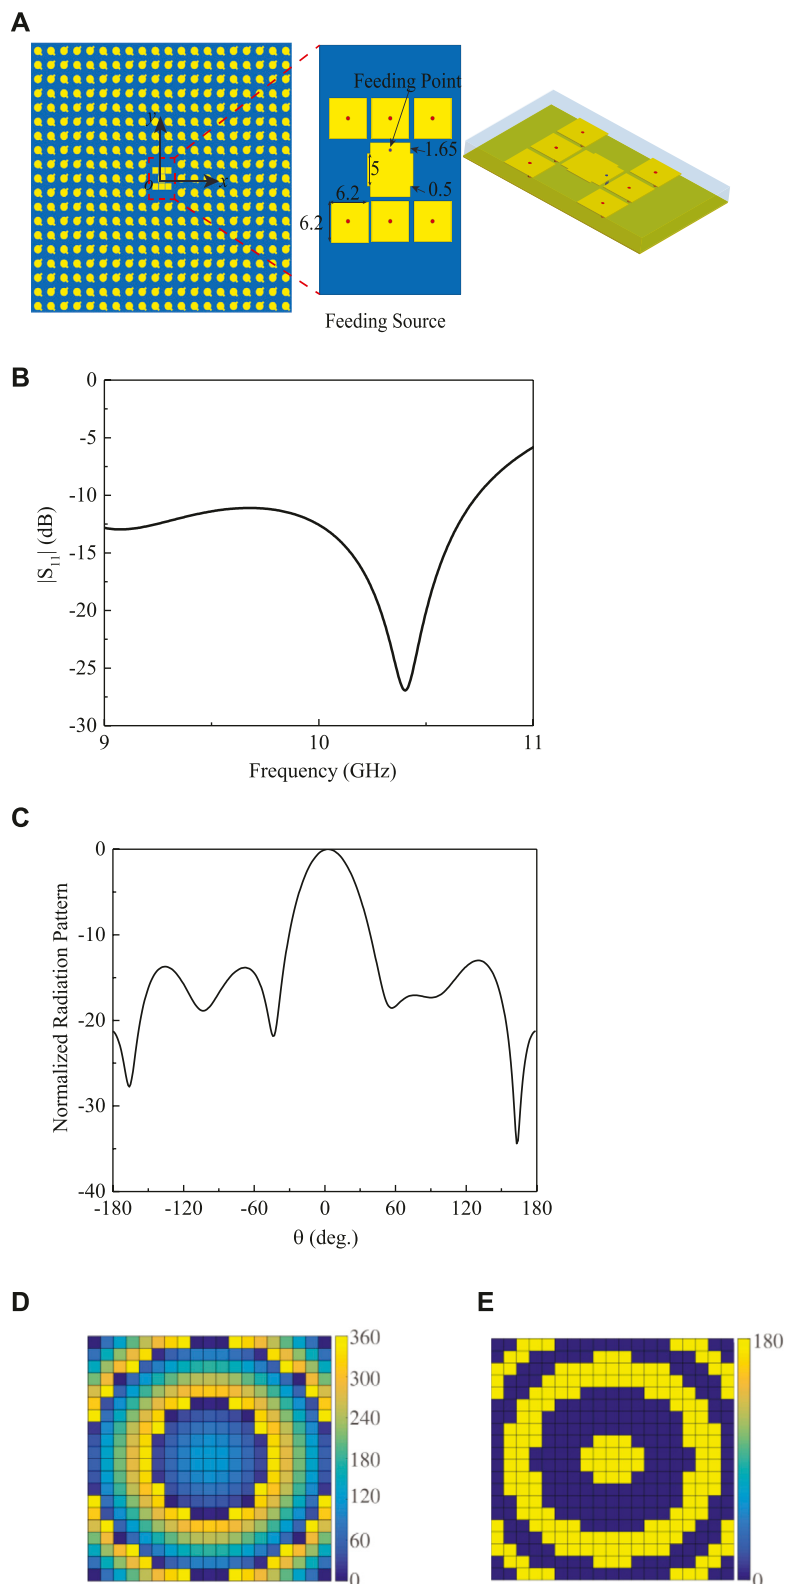 A
y
x
Feeding Point
1.65
5
0.5
6.2
6.2
Feeding Source
B
0
-5
-10
-15
-20
-25
-30
|S11| (dB)
9
10
11
Frequency (GHz)
C
0
-10
-20
-30
-40
Normalized Radiation Pattern
-180
-120
-60
0
60
120
180
θ (deg.)
D
360
300
240
180
120
60
0
E
180
0